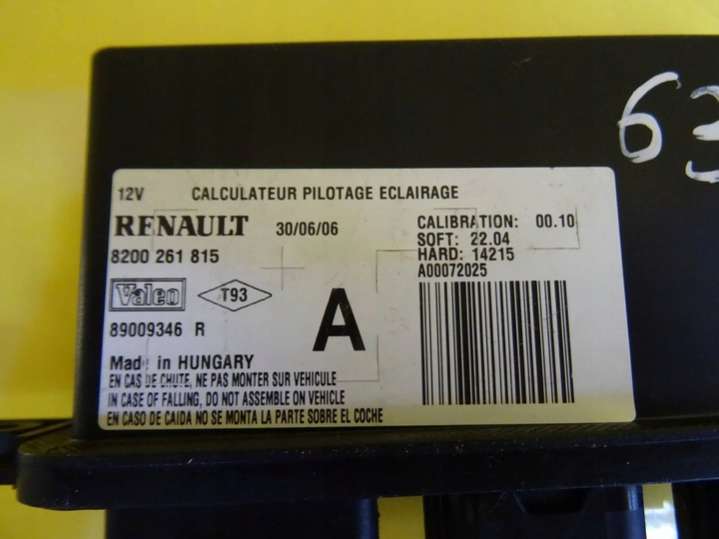 63
12V CALCULATEUR PILOTAGE ECLAIRAGE
RENAULT 30/06/06 CALIBRATION: 00.10
8200 261 815 SOFT: 22.04
HARD: 14215
A00072025
Valeo T93
A
89009346 R
Made in HUNGARY
EN CAS DE CHUTE, NE PAS MONTER SUR VEHICULE
IN CASE OF FALLING, DO NOT ASSEMBLE ON VEHICLE
EN CASO DE CAIDA NO SE MONTA LA PARTE SOBRE EL COCHE